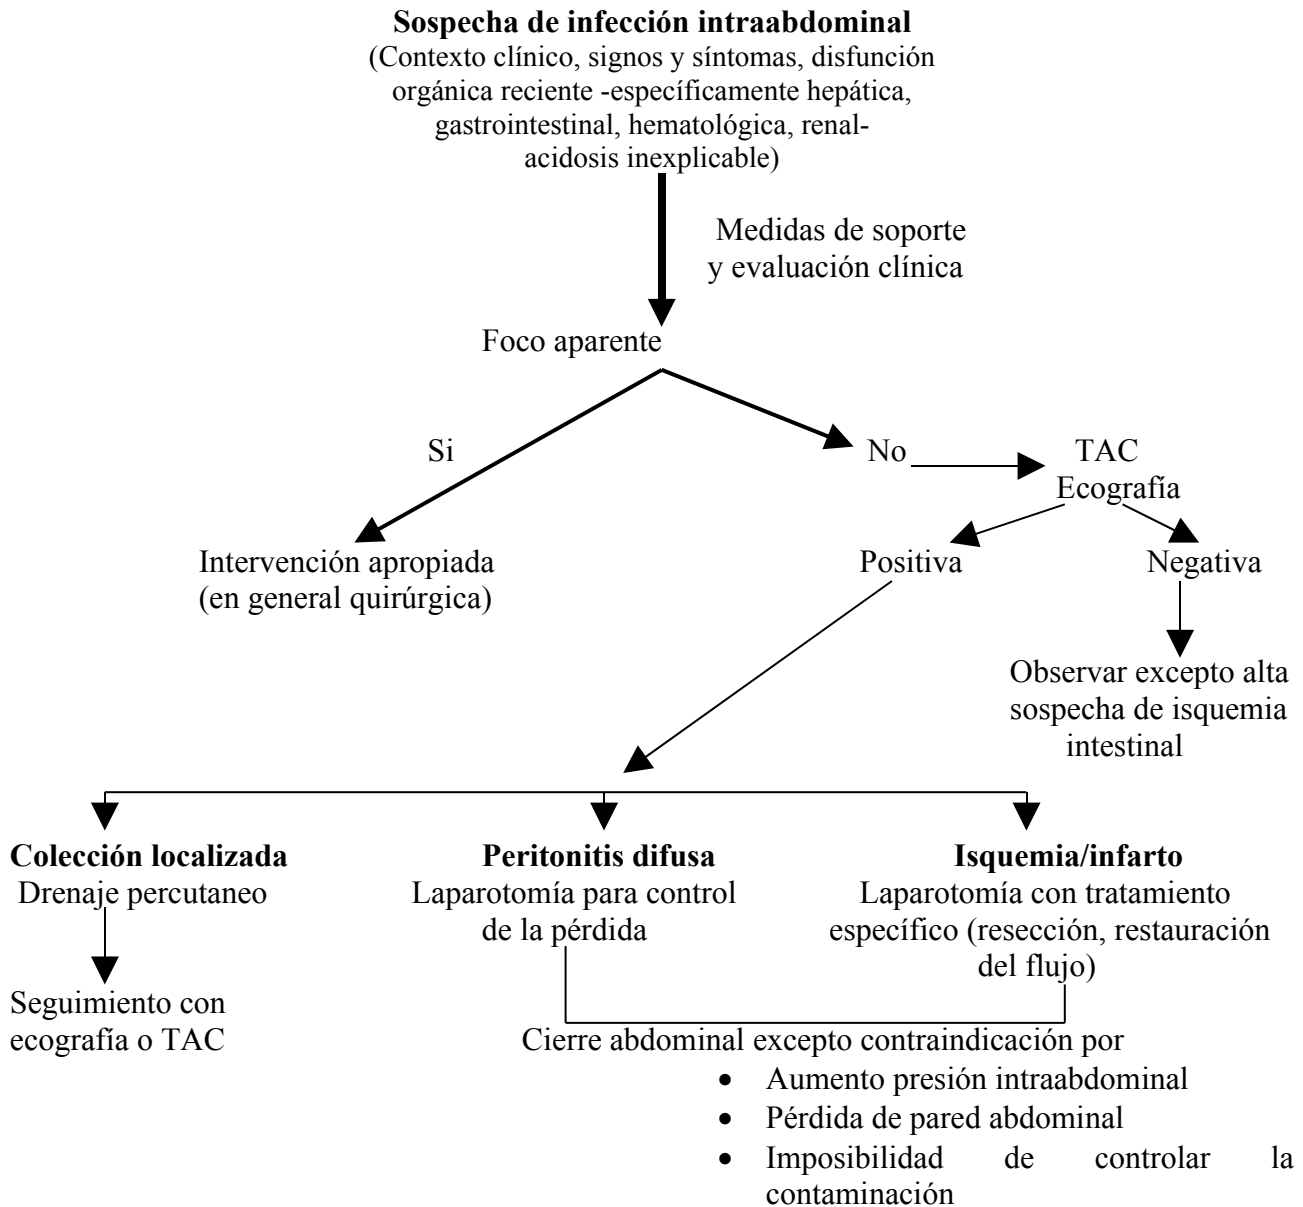 Sospecha de infección intraabdominal
(Contexto clínico, signos y síntomas, disfunción
orgánica reciente -específicamente hepática,
gastrointestinal, hematológica, renal-
acidosis inexplicable)
Medidas de soporte
y evaluación clínica
Foco aparente
Si
No
TAC
Ecografía
Intervención apropiada
(en general quirúrgica)
Positiva
Negativa
Observar excepto alta
sospecha de isquemia
intestinal
Colección localizada
Drenaje percutaneo
Seguimiento con
ecografía o TAC
Peritonitis difusa
Laparotomía para control
de la pérdida
Isquemia/infarto
Laparotomía con tratamiento
específico (resección, restauración
del flujo)
Cierre abdominal excepto contraindicación por
• Aumento presión intraabdominal
• Pérdida de pared abdominal
• Imposibilidad de controlar la
contaminación